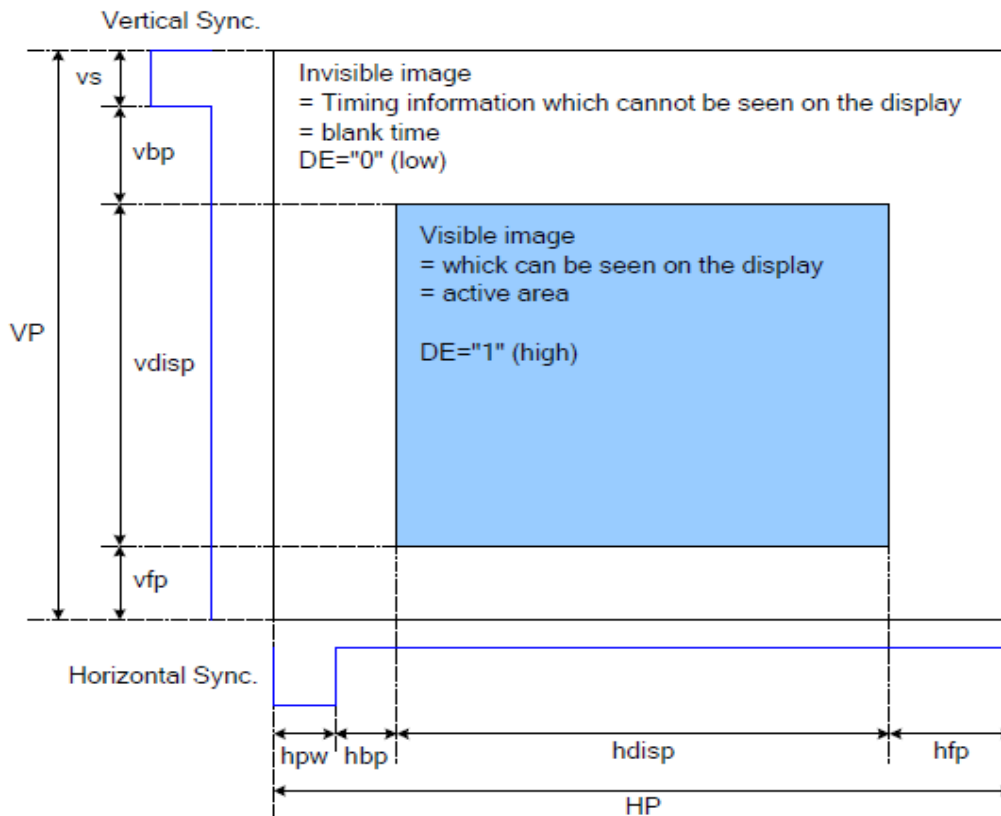 Vertical Sync.
vs
Invisible image
= Timing information which cannot be seen on the display
= blank time
DE="0" (low)
vbp
Visible image
= whick can be seen on the display
= active area
DE="1" (high)
VP
vdisp
vfp
Horizontal Sync.
hpw
hbp
hdisp
hfp
HP